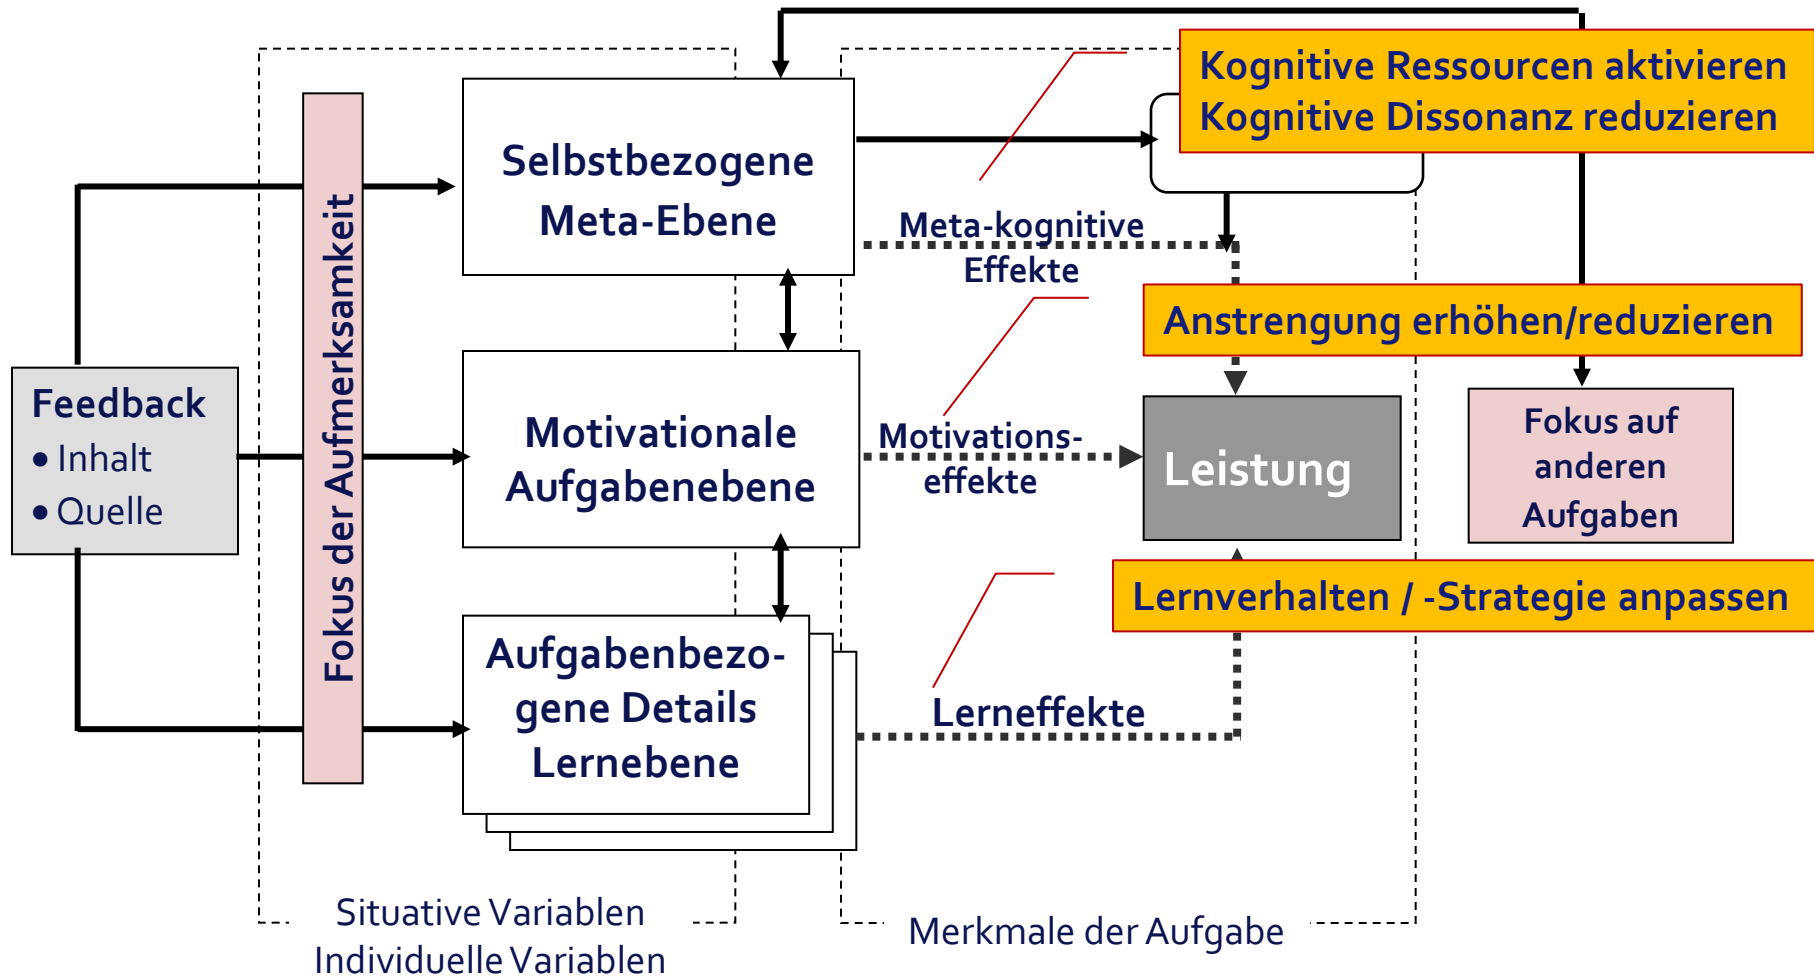 Kognitive Ressourcen aktivieren
Kognitive Dissonanz reduzieren
Selbstbezogene
Meta-Ebene
Fokus der Aufmerksamkeit
Meta-kognitive
Effekte
Anstrengung erhöhen/reduzieren
Feedback
• Inhalt
• Quelle
Motivationale
Aufgabenebene
Motivations-
effekte
Leistung
Fokus auf
anderen
Aufgaben
Lernverhalten / -Strategie anpassen
Aufgabenbezo-
gene Details
Lernebene
Lerneffekte
Situative Variablen
Individuelle Variablen
Merkmale der Aufgabe